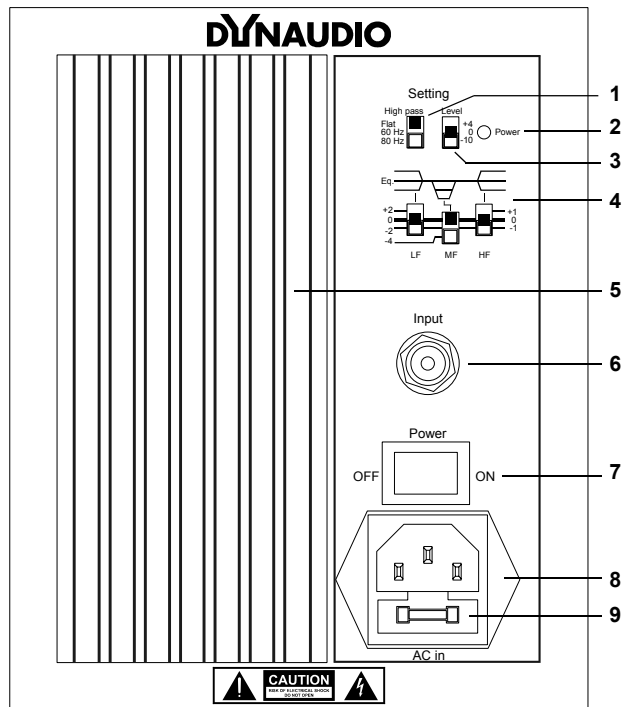 DYNAUDIO
Setting
1
High pass
Level
Flat
60 Hz
80 Hz
+4
0
-10
Power
2
3
Eq.
4
+2
0
-2
-4
+1
0
-1
LF
MF
HF
5
Input
6
Power
OFF
ON
7
8
9
AC in
CAUTION
RISK OF ELECTRICAL SHOCK
DO NOT OPEN